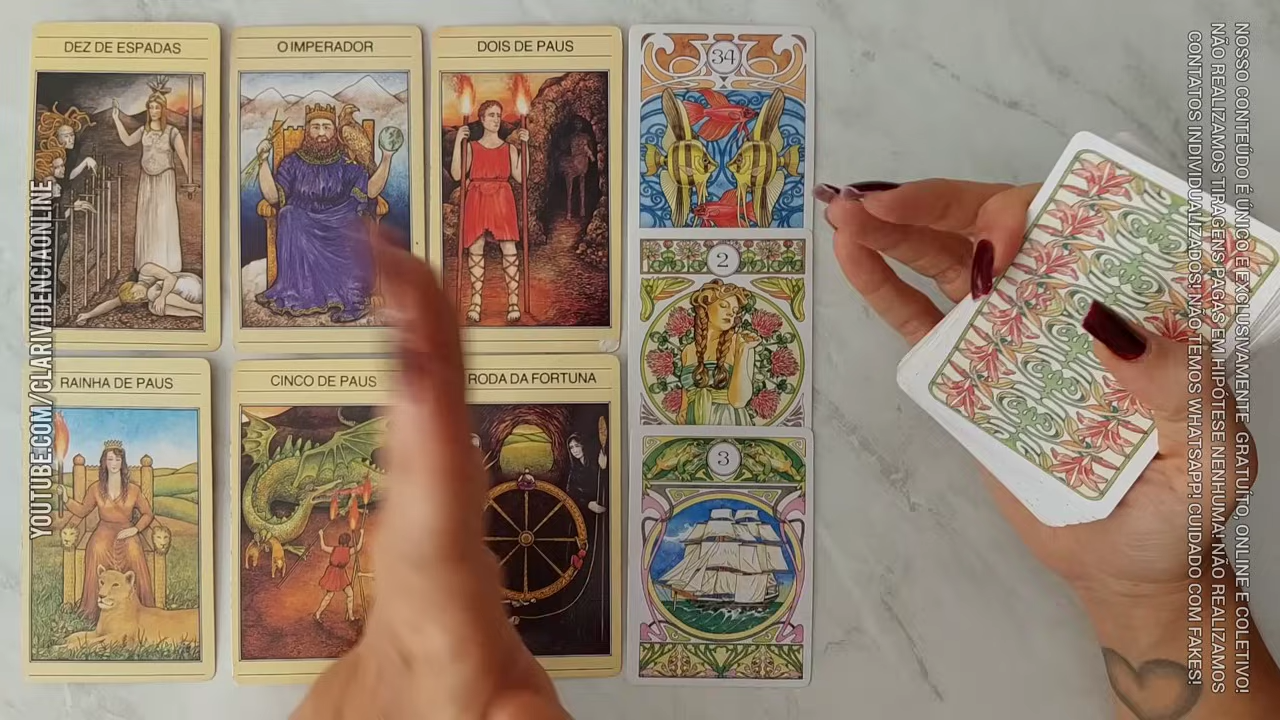 DEZ DE ESPADAS
O IMPERADOR
DOIS DE PAUS
34
2
3
RAINHA DE PAUS
CINCO DE PAUS
RODA DA FORTUNA
YOUTUBE.COM/CLARIVIDENCIAONLINE
NOSSO CONTEÚDO É ÚNICO E EXCLUSIVAMENTE GRATUÍTO, ONLINE E COLETIVO!
NÃO REALIZAMOS TIRAGENS PAGAS EM HIPÓTESE NENHUMA! NÃO REALIZAMOS
CONTATOS INDIVIDUALIZADOS! NÃO TEMOS WHATSAPP! CUIDADO COM FAKES!